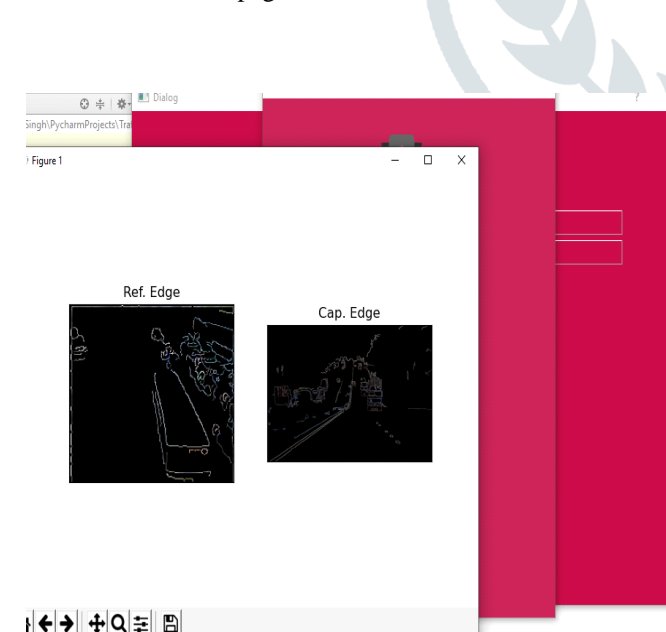 Dialog
?
Singh\PycharmProjects\Tra
Figure 1
Ref. Edge
Cap. Edge